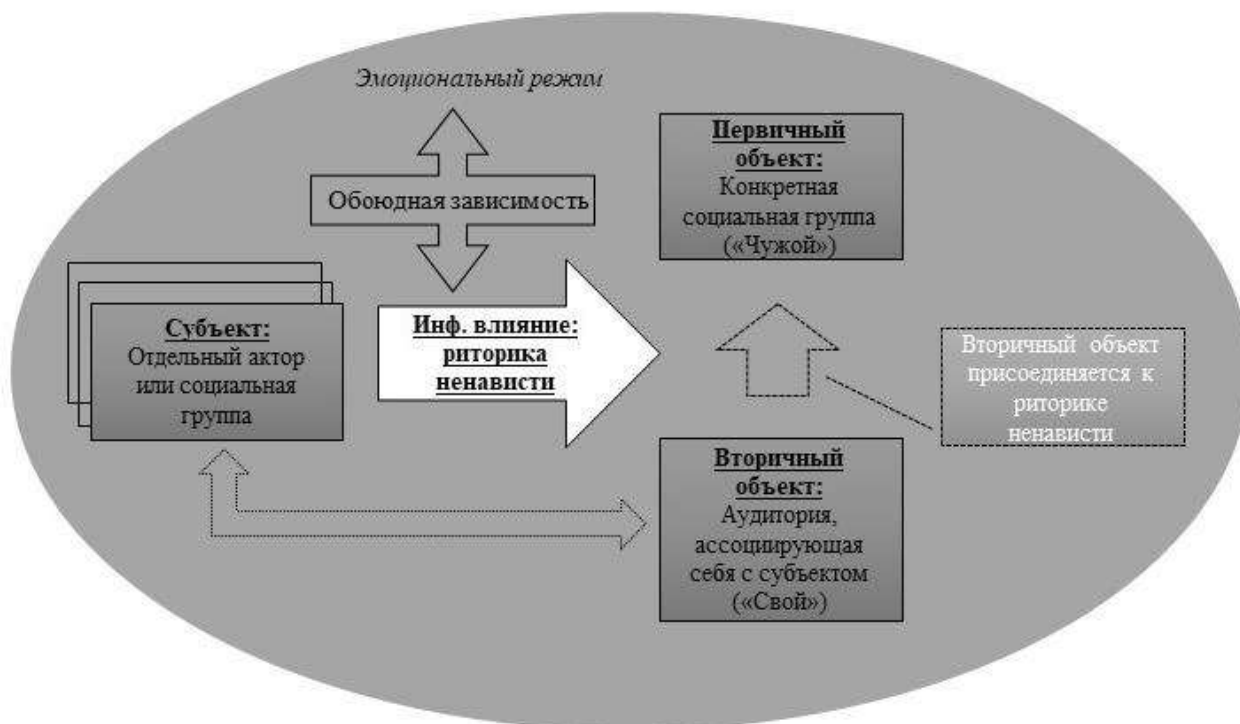 Эмоциональный режим
Обоюдная зависимость
Первичный
объект:
Конкретная
социальная группа
(«Чужой»)
Субъект:
Отдельный актор
или социальная
группа
Инф. влияние:
риторика
ненависти
Вторичный объект
присоединяется к
риторике
ненависти
Вторичный
объект:
Аудитория,
ассоциирующая
себя с субъектом
(«Свой»)